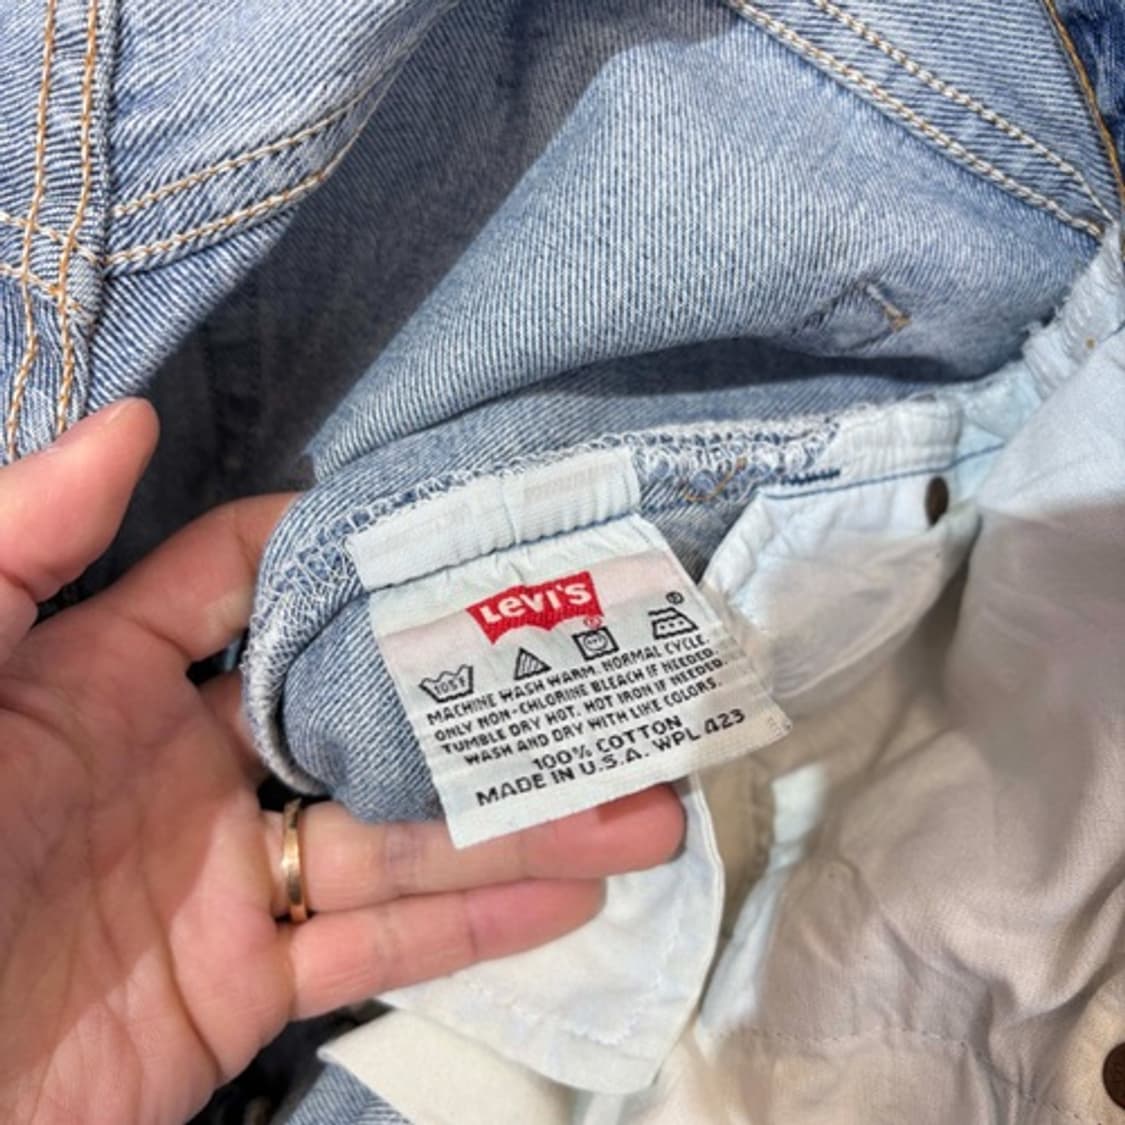 LEVI'S
®
105F
MACHINE WASH WARM. NORMAL CYCLE.
ONLY NON-CHLORINE BLEACH IF NEEDED.
TUMBLE DRY HOT. HOT IRON IF NEEDED.
WASH AND DRY WITH LIKE COLORS.
100% COTTON
MADE IN U.S.A. WPL 423